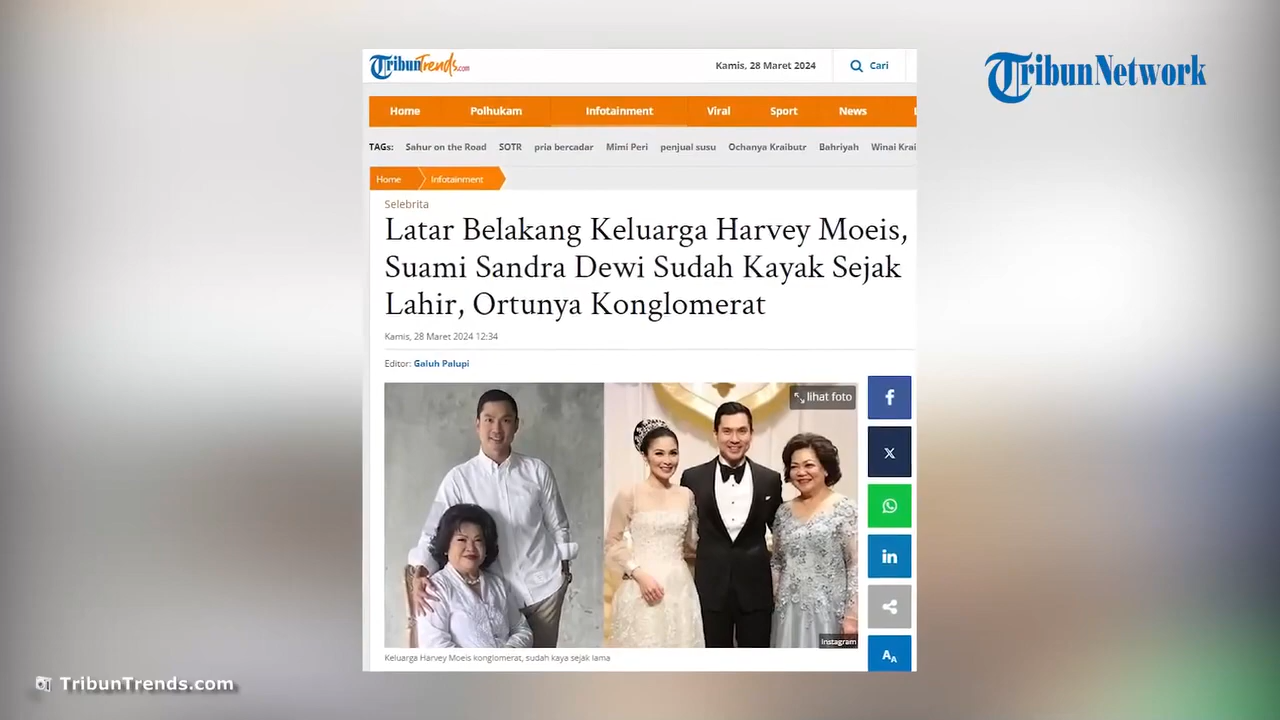 TribunTrends.com
Kamis, 28 Maret 2024
Cari
TribunNetwork
Home
Polhukam
Infotainment
Viral
Sport
News
TAGs: Sahur on the Road SOTR pria bercadar Mimi Peri penjual susu Ochanya Kraibutr Bahriyah Winai Krai
Home Infotainment
Selebrita
Latar Belakang Keluarga Harvey Moeis,
Suami Sandra Dewi Sudah Kayak Sejak
Lahir, Ortunya Konglomerat
Kamis, 28 Maret 2024 12:34
Editor: Galuh Palupi
lihat foto
Instagram
Keluarga Harvey Moeis konglomerat, sudah kaya sejak lama
AA
TribunTrends.com